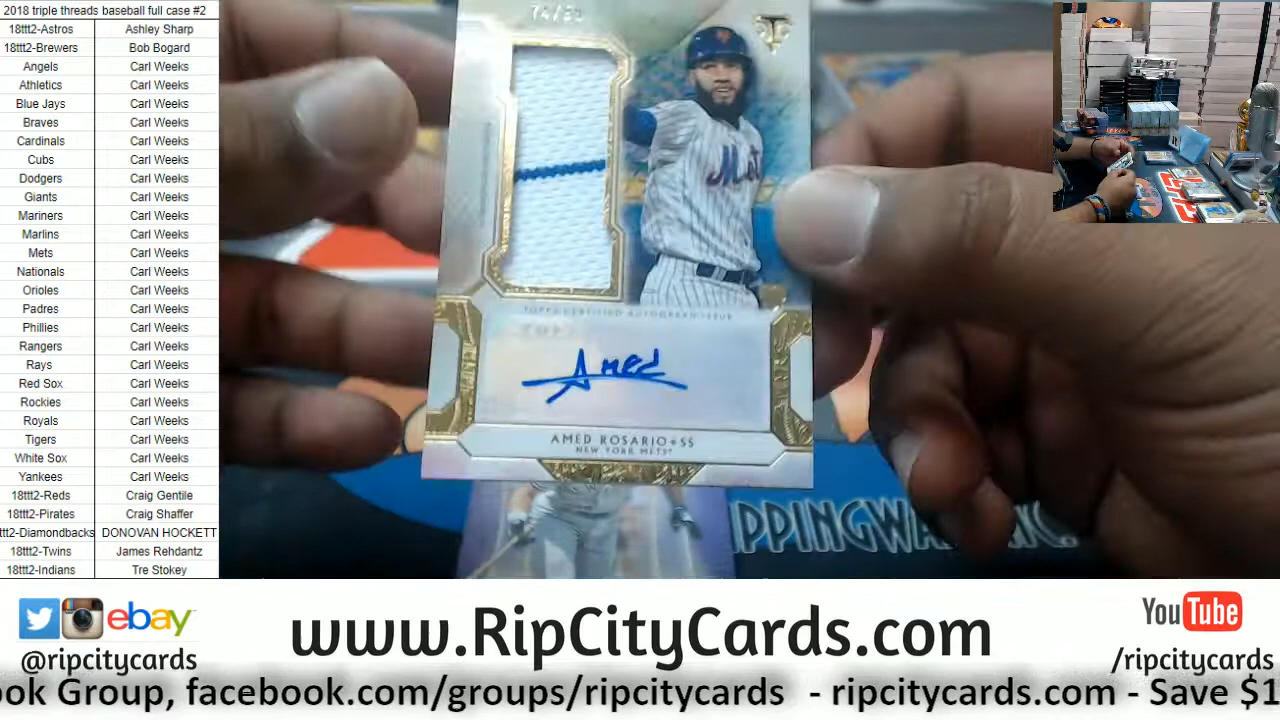 2018 triple threads baseball full case #2
18ttt2-Astros Ashley Sharp
18ttt2-Brewers Bob Bogard
Angels Carl Weeks
Athletics Carl Weeks
Blue Jays Carl Weeks
Braves Carl Weeks
Cardinals Carl Weeks
Cubs Carl Weeks
Dodgers Carl Weeks
Giants Carl Weeks
Mariners Carl Weeks
Marlins Carl Weeks
Mets Carl Weeks
Nationals Carl Weeks
Orioles Carl Weeks
Padres Carl Weeks
Phillies Carl Weeks
Rangers Carl Weeks
Rays Carl Weeks
Red Sox Carl Weeks
Rockies Carl Weeks
Royals Carl Weeks
Tigers Carl Weeks
White Sox Carl Weeks
Yankees Carl Weeks
18ttt2-Reds Craig Gentile
18ttt2-Pirates Craig Shaffer
ttt2-Diamondbacks DONOVAN HOCKETT
18ttt2-Twins James Rehdantz
18ttt2-Indians Tre Stokey
Mets
TOPPS CERTIFIED AUTOGRAPH ISSUE
Amed
AMED ROSARIO • SS
NEW YORK METS
ebay
@ripcitycards
www.RipCityCards.com
YouTube
/ripcitycards
ok Group, facebook.com/groups/ripcitycards - ripcitycards.com - Save $1